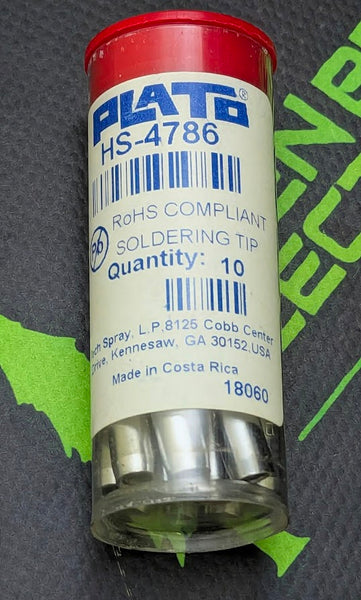 PLATO®
HS-4786
Pb
RoHS COMPLIANT
SOLDERING TIP
Quantity: 10
Tech Spray, L.P,8125 Cobb Center
Drive, Kennesaw, GA 30152.USA
Made in Costa Rica
18060